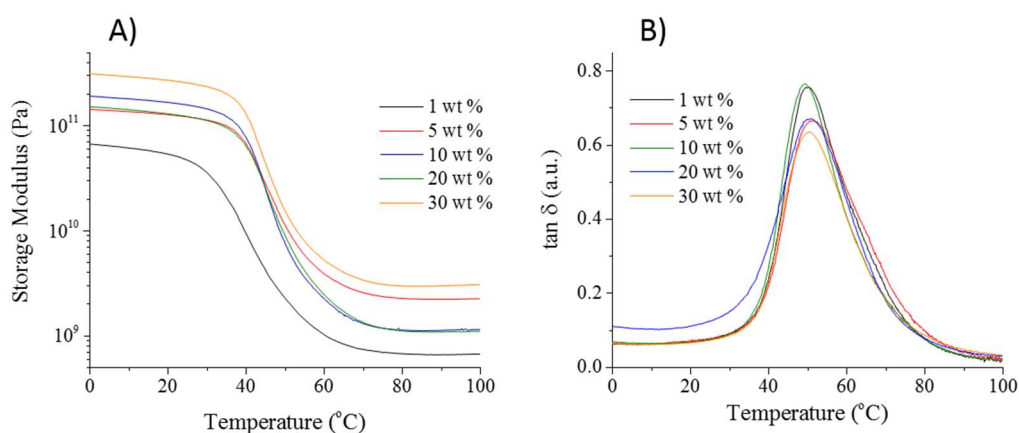 A)
Storage Modulus (Pa)
10¹¹
10¹⁰
10⁹
1 wt %
5 wt %
10 wt %
20 wt %
30 wt %
0 20 40 60 80 100
Temperature (°C)
B)
tan δ (a.u.)
0.8
0.6
0.4
0.2
0.0
1 wt %
5 wt %
10 wt %
20 wt %
30 wt %
0 20 40 60 80 100
Temperature (°C)